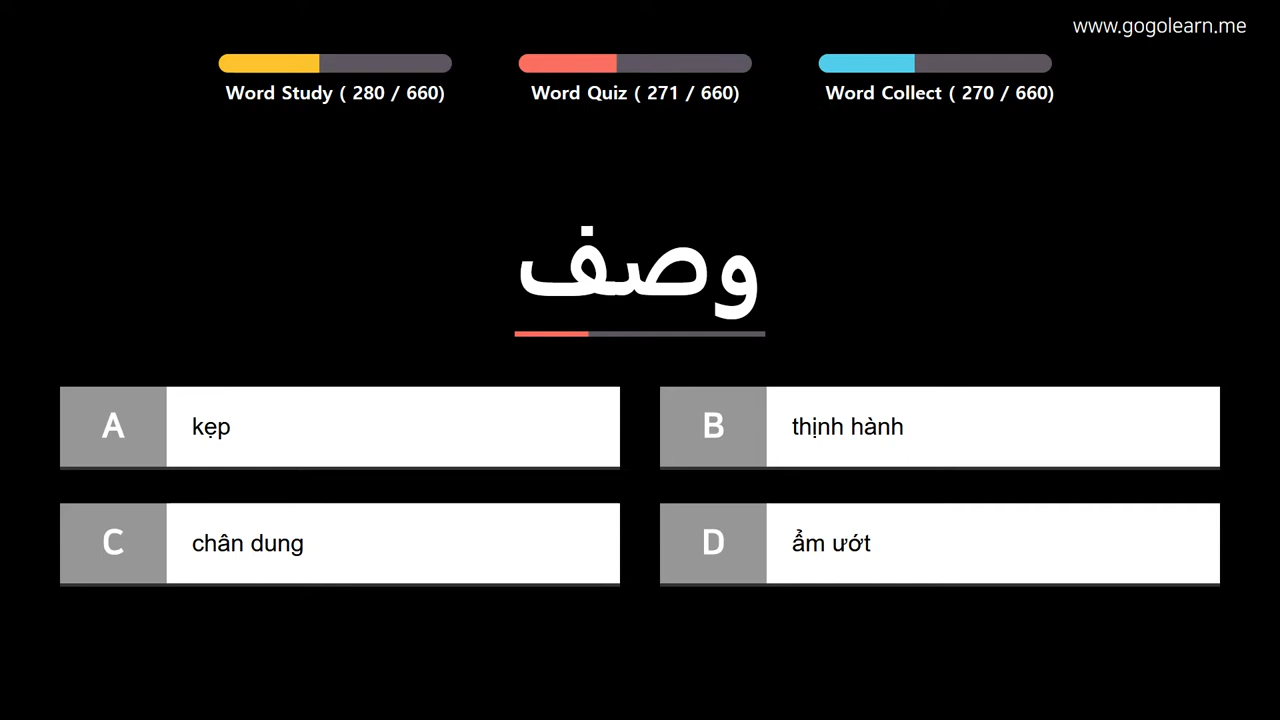 www.gogolearn.me
Word Study ( 280 / 660)
Word Quiz ( 271 / 660)
Word Collect ( 270 / 660)
وصف
A kẹp
B thịnh hành
C chân dung
D ẩm ướt